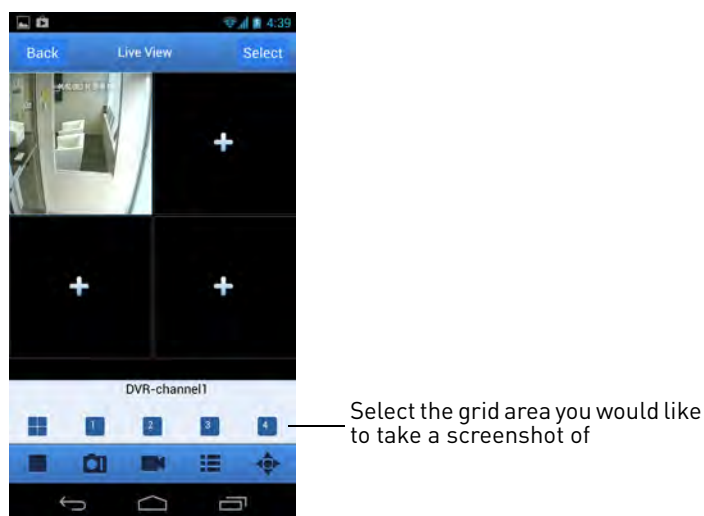 4:39
Back Live View Select
DVR-channel1
1 2 3 4
Select the grid area you would like
to take a screenshot of